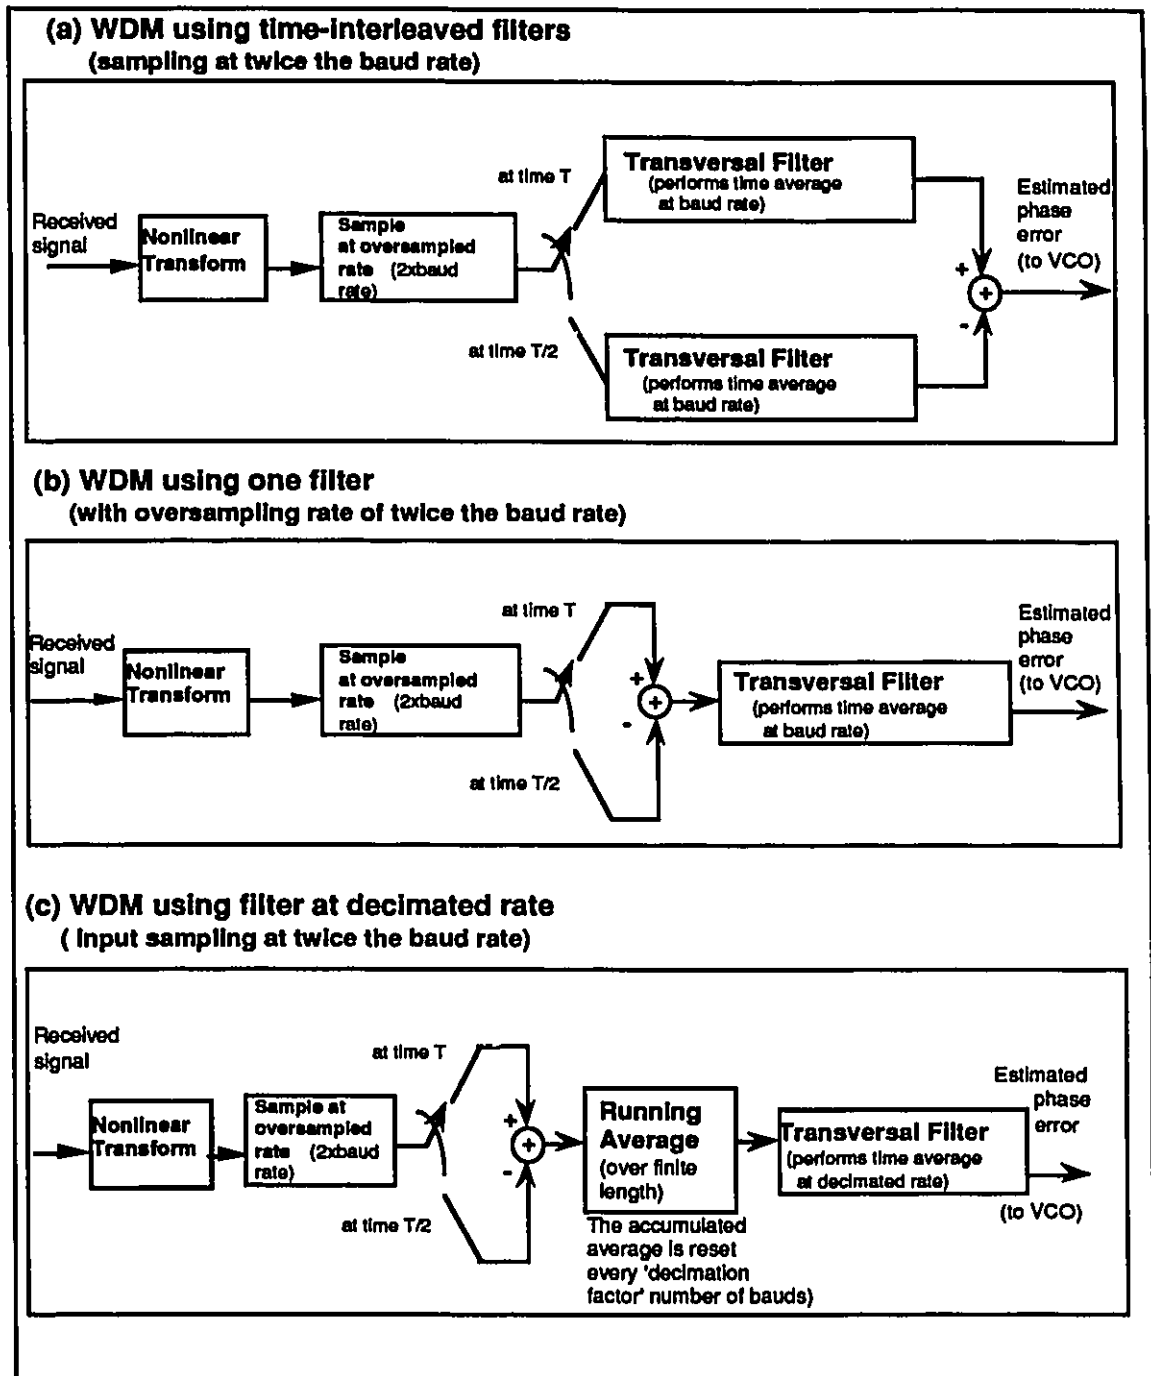 (a) WDM using time-interleaved filters
(sampling at twice the baud rate)
Received
signal
Nonlinear
Transform
Sample
at oversampled
rate (2xbaud
rate)
at time T
at time T/2
Transversal Filter
(performs time average
at baud rate)
Transversal Filter
(performs time average
at baud rate)
+
+
-
Estimated
phase
error
(to VCO)
(b) WDM using one filter
(with oversampling rate of twice the baud rate)
Received
signal
Nonlinear
Transform
Sample
at oversampled
rate (2xbaud
rate)
at time T
at time T/2
+
+
-
Transversal Filter
(performs time average
at baud rate)
Estimated
phase
error
(to VCO)
(c) WDM using filter at decimated rate
( Input sampling at twice the baud rate)
Received
signal
Nonlinear
Transform
Sample at
oversampled
rate (2xbaud
rate)
at time T
at time T/2
+
+
-
Running
Average
(over finite
length)
The accumulated
average is reset
every 'decimation
factor' number of bauds)
Transversal Filter
(performs time average
at decimated rate)
Estimated
phase
error
(to VCO)